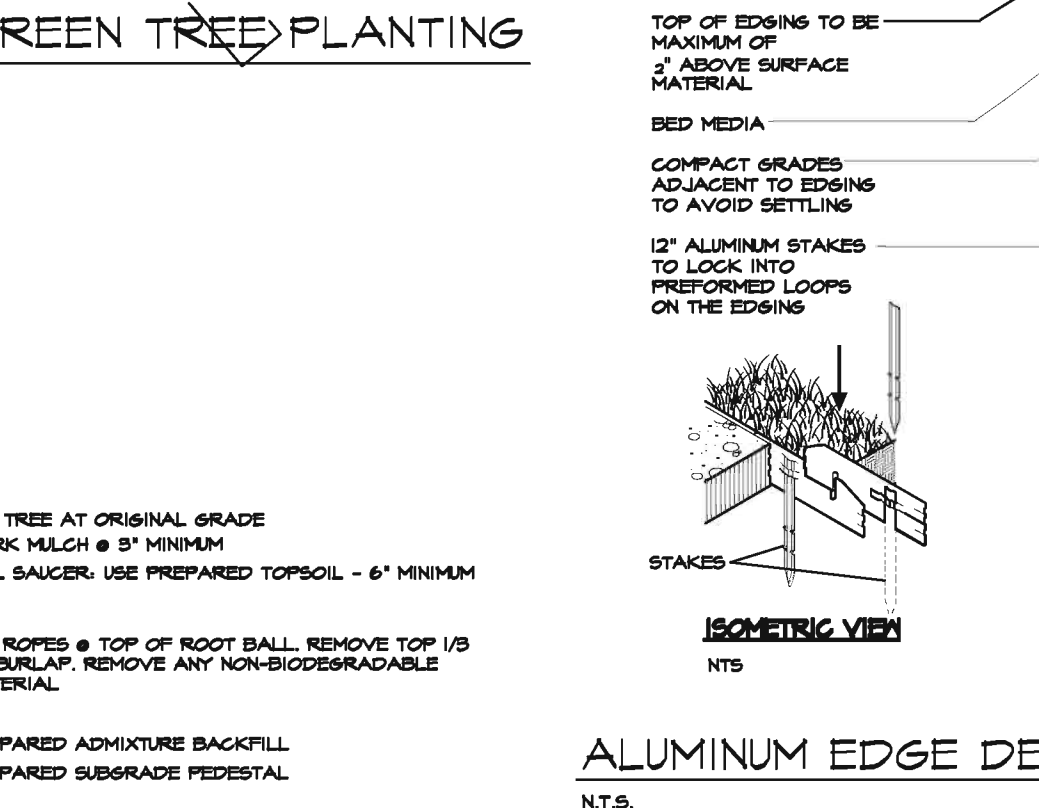 REEN TREE PLANTING
TREE AT ORIGINAL GRADE
RK MULCH @ 3" MINIMUM
L SAUCER: USE PREPARED TOPSOIL - 6" MINIMUM
ROPES @ TOP OF ROOT BALL. REMOVE TOP 1/3
BURLAP. REMOVE ANY NON-BIODEGRADABLE
ERIAL
PARED ADMIXTURE BACKFILL
PARED SUBGRADE PEDESTAL
TOP OF EDGING TO BE
MAXIMUM OF
2" ABOVE SURFACE
MATERIAL
BED MEDIA
COMPACT GRADES
ADJACENT TO EDGING
TO AVOID SETTLING
12" ALUMINUM STAKES
TO LOCK INTO
PREFORMED LOOPS
ON THE EDGING
STAKES
ISOMETRIC VIEW
NTS
ALUMINUM EDGE DE
N.T.S.